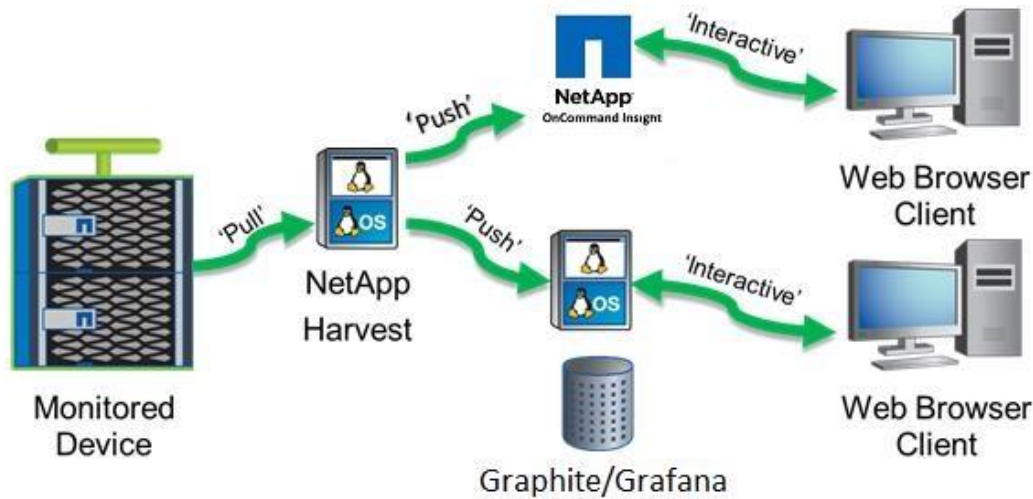 'Interactive'
NetApp
OnCommand Insight
'Push'
Web Browser
Client
OS
'Pull'
'Push'
NetApp
Harvest
OS
'Interactive'
Monitored
Device
Web Browser
Client
Graphite/Grafana